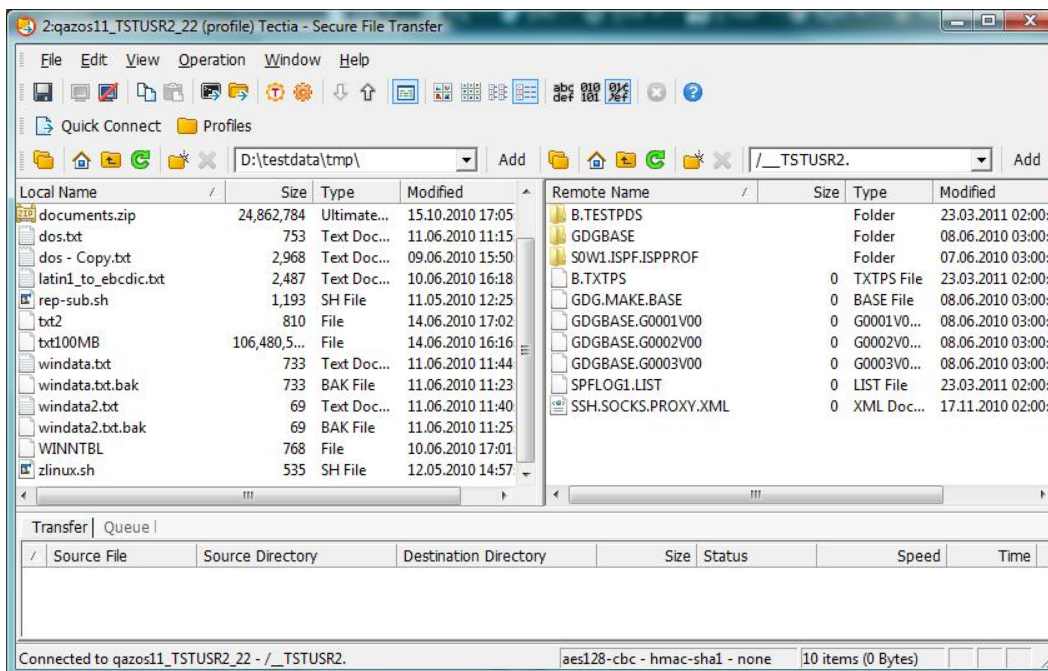 2:qazos11_TSTUSR2_22 (profile) Tectia - Secure File Transfer
File Edit View Operation Window Help
abc 010 01c
def 101 %ef
Quick Connect Profiles
D:\testdata\tmp\ Add /__TSTUSR2. Add
Local Name / Size Type Modified Remote Name / Size Type Modified
documents.zip 24,862,784 Ultimate... 15.10.2010 17:05: B.TESTPDS Folder 23.03.2011 02:00:
dos.txt 753 Text Doc... 11.06.2010 11:15: GDGBASE Folder 08.06.2010 03:00:
dos - Copy.txt 2,968 Text Doc... 09.06.2010 15:50: S0W1.ISPF.ISPPROF Folder 07.06.2010 03:00:
latin1_to_ebcdic.txt 2,487 Text Doc... 10.06.2010 16:18: B.TXTPS 0 TXTPS File 23.03.2011 02:00:
rep-sub.sh 1,193 SH File 11.05.2010 12:25: GDG.MAKE.BASE 0 BASE File 08.06.2010 03:00:
txt2 810 File 14.06.2010 17:02: GDGBASE.G0001V00 0 G0001V0... 08.06.2010 03:00:
txt100MB 106,480,5... File 14.06.2010 16:16: GDGBASE.G0002V00 0 G0002V0... 08.06.2010 03:00:
windata.txt 733 Text Doc... 11.06.2010 11:44: GDGBASE.G0003V00 0 G0003V0... 08.06.2010 03:00:
windata.txt.bak 733 BAK File 11.06.2010 11:23: SPFLOG1.LIST 0 LIST File 23.03.2011 02:00:
windata2.txt 69 Text Doc... 11.06.2010 11:40: SSH.SOCKS.PROXY.XML 0 XML Doc... 17.11.2010 02:00:
windata2.txt.bak 69 BAK File 11.06.2010 11:25:
WINNTBL 768 File 10.06.2010 17:01:
zlinux.sh 535 SH File 12.05.2010 14:57:
Transfer Queue
/ Source File Source Directory Destination Directory Size Status Speed Time
Connected to qazos11_TSTUSR2_22 - /__TSTUSR2. aes128-cbc - hmac-sha1 - none 10 items (0 Bytes)